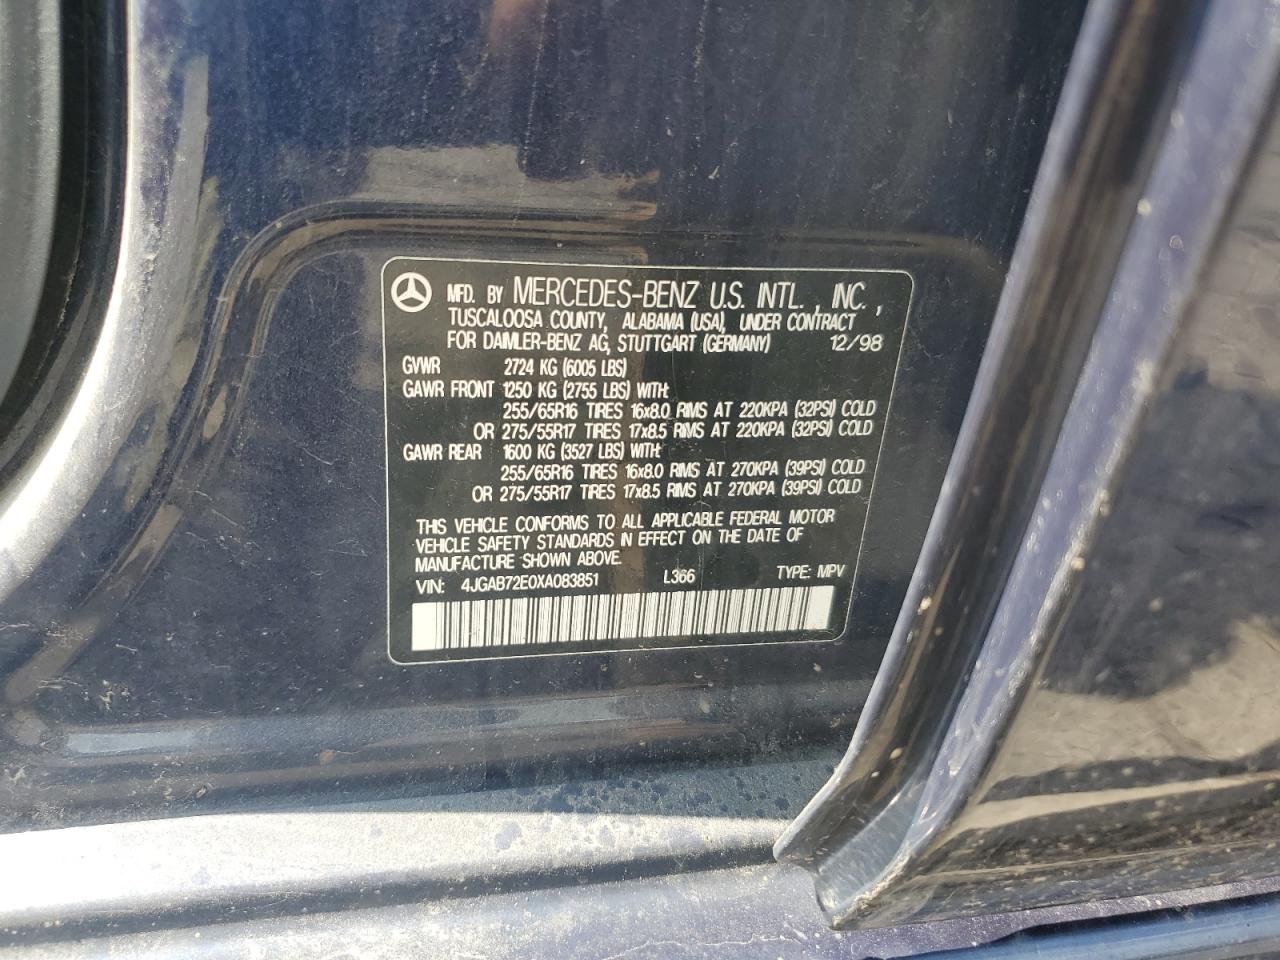 MFD. BY MERCEDES-BENZ U.S. INTL., INC.,
TUSCALOOSA COUNTY, ALABAMA (USA), UNDER CONTRACT
FOR DAIMLER-BENZ AG, STUTTGART (GERMANY) 12/98
GVWR 2724 KG (6005 LBS)
GAWR FRONT 1250 KG (2755 LBS) WITH:
255/65R16 TIRES 16x8.0 RIMS AT 220KPA (32PSI) COLD
OR 275/55R17 TIRES 17x8.5 RIMS AT 220KPA (32PSI) COLD
GAWR REAR 1600 KG (3527 LBS) WITH:
255/65R16 TIRES 16x8.0 RIMS AT 270KPA (39PSI) COLD
OR 275/55R17 TIRES 17x8.5 RIMS AT 270KPA (39PSI) COLD
THIS VEHICLE CONFORMS TO ALL APPLICABLE FEDERAL MOTOR
VEHICLE SAFETY STANDARDS IN EFFECT ON THE DATE OF
MANUFACTURE SHOWN ABOVE.
VIN: 4JGAB72E0XA083851 L366 TYPE: MPV